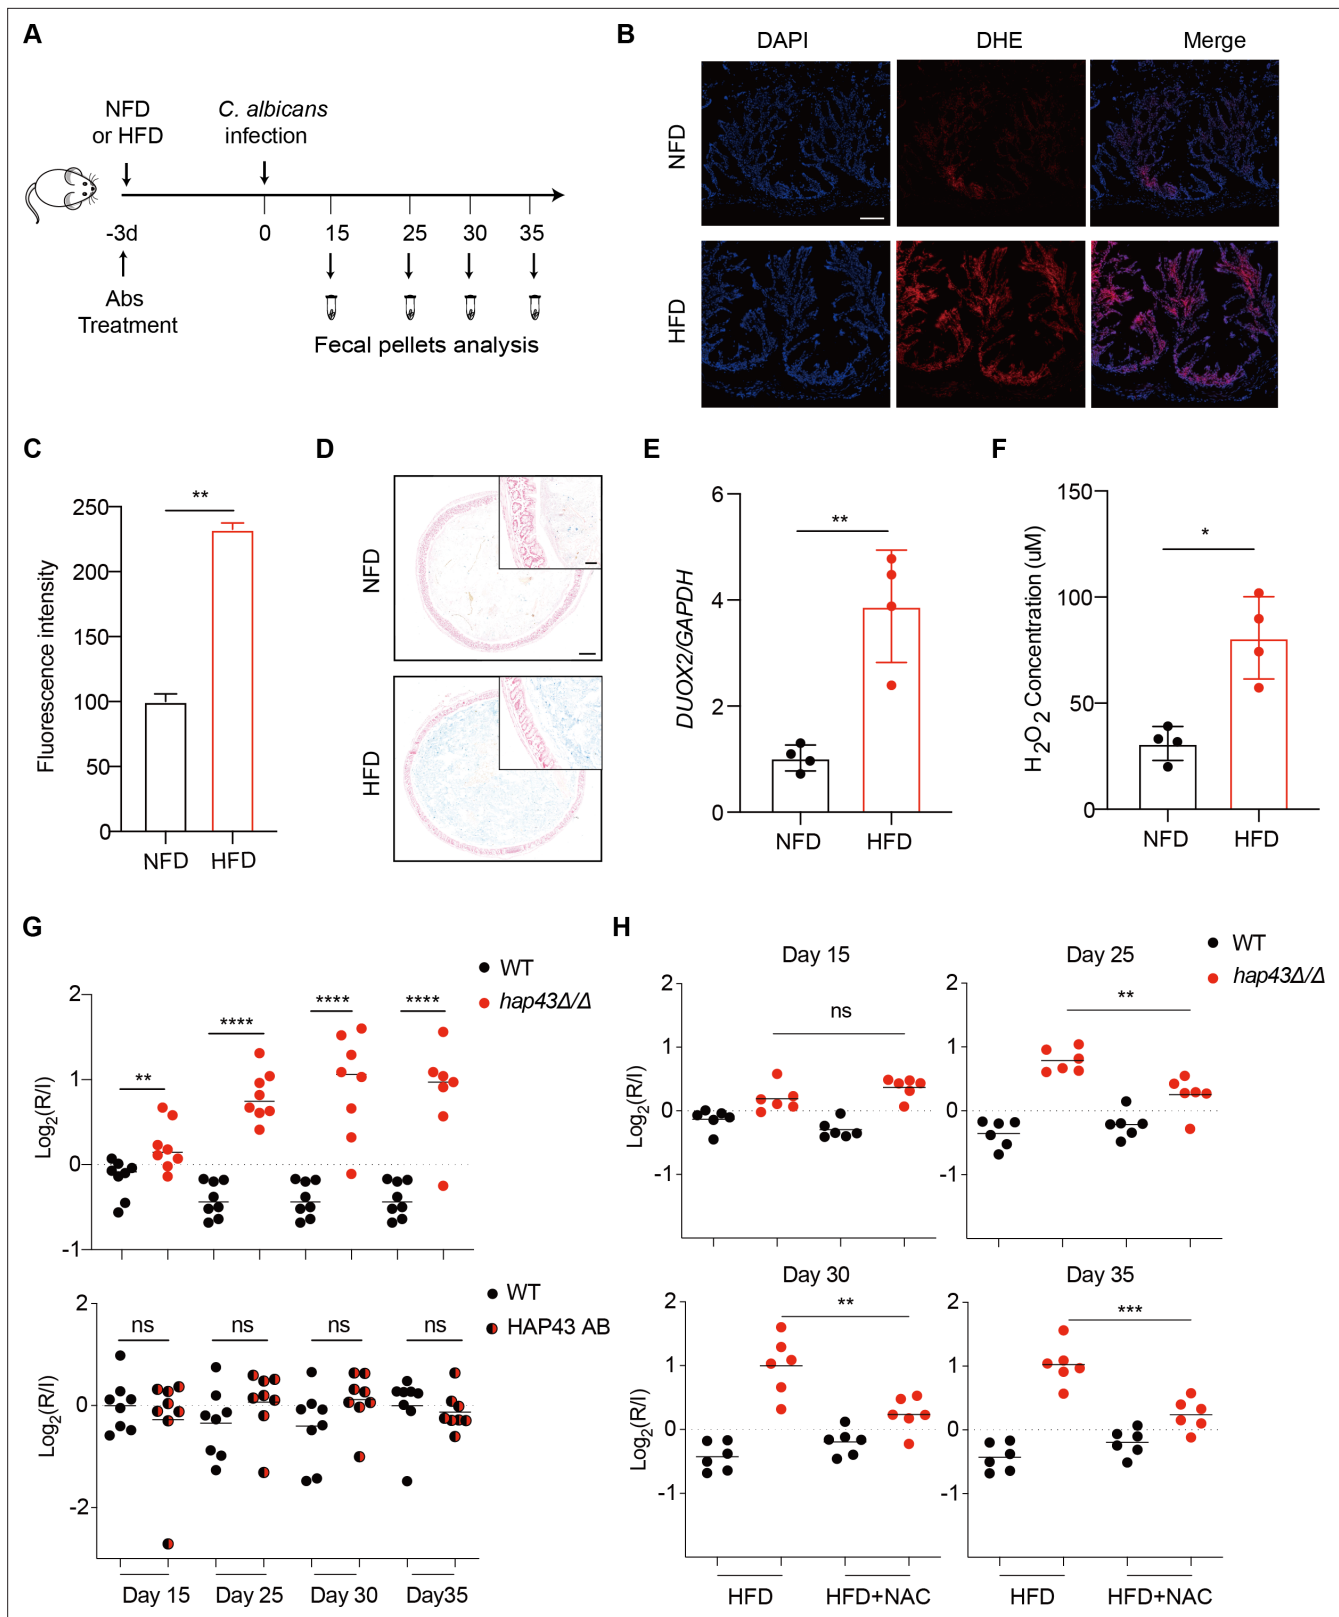 A
NFD
or HFD
C. albicans
infection
-3d
0
15
25
30
35
Abs
Treatment
Fecal pellets analysis
B
DAPI
DHE
Merge
NFD
HFD
C
Fluorescence intensity
250
200
150
100
50
0
**
NFD
HFD
D
NFD
HFD
E
DUOX2/GAPDH
6
4
2
0
**
NFD
HFD
F
H2O2 Concentration (uM)
150
100
50
0
*
NFD
HFD
G
WT
hap43Δ/Δ
Log2(R/I)
2
1
0
-1
**
****
****
****
WT
HAP43 AB
Log2(R/I)
2
0
-2
ns
ns
ns
ns
Day 15
Day 25
Day 30
Day35
H
WT
hap43Δ/Δ
Day 15
Log2(R/I)
2
1
0
-1
ns
Day 25
2
1
0
-1
**
Day 30
Log2(R/I)
2
1
0
-1
**
HFD
HFD+NAC
Day 35
2
1
0
-1
***
HFD
HFD+NAC